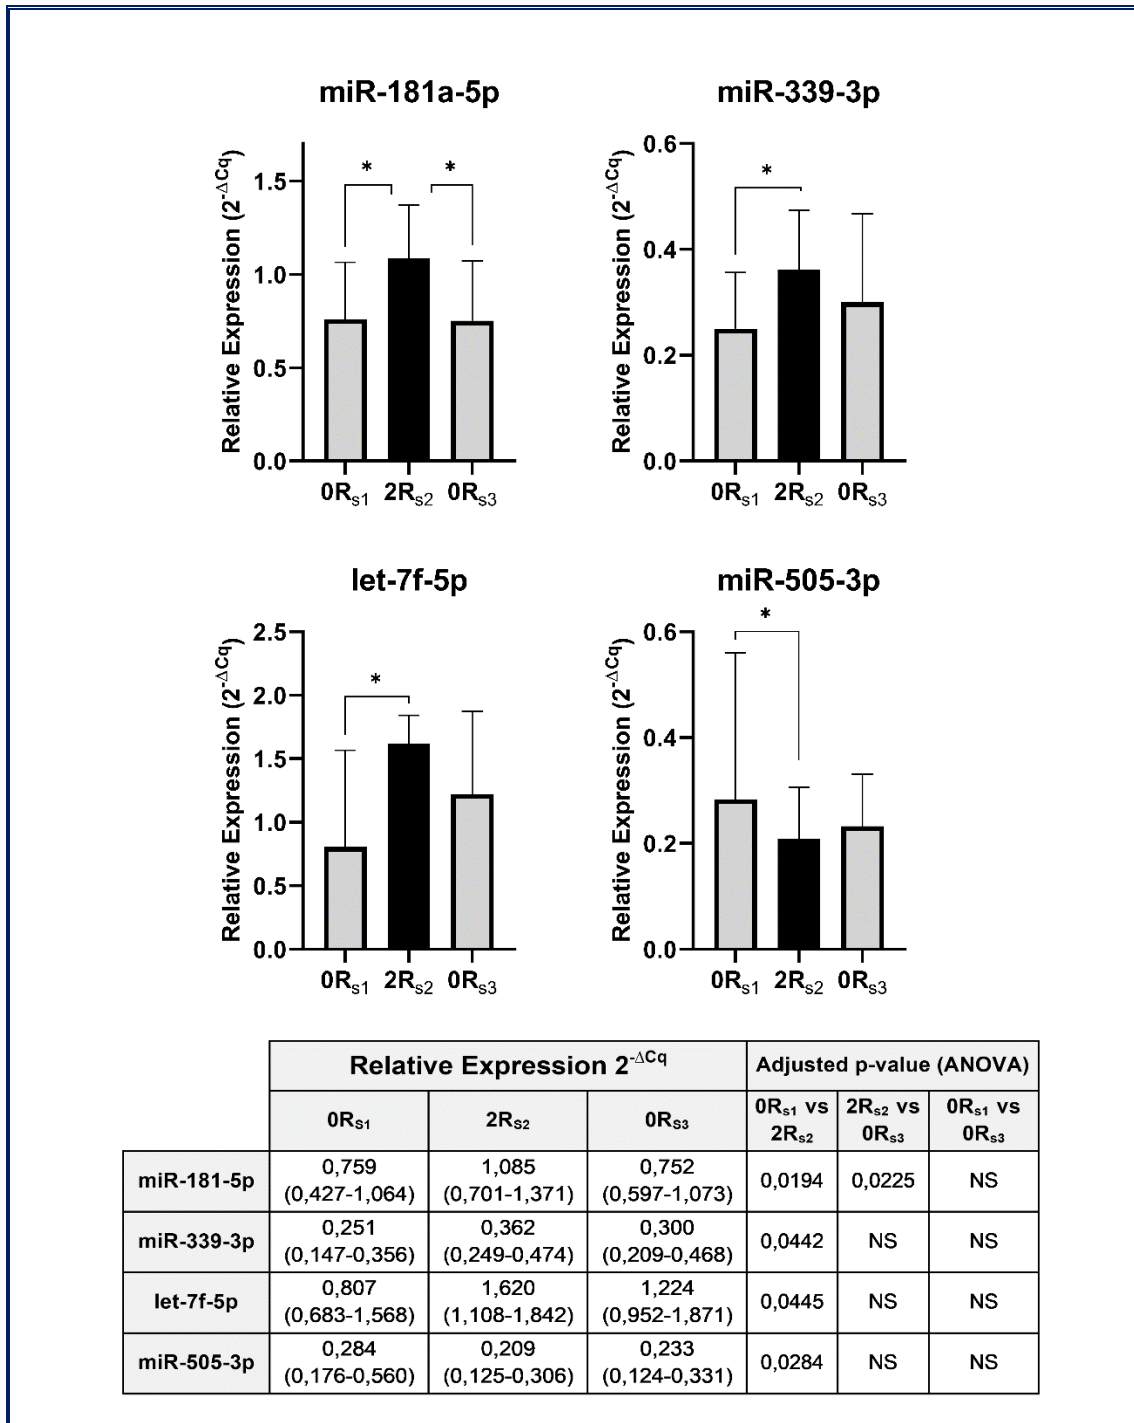 miR-181a-5p
Relative Expression (2-ΔCq)
1.5
1.0
0.5
0.0
* *
0Rs1 2Rs2 0Rs3
miR-339-3p
Relative Expression (2-ΔCq)
0.6
0.4
0.2
0.0
*
0Rs1 2Rs2 0Rs3
let-7f-5p
Relative Expression (2-ΔCq)
2.5
2.0
1.5
1.0
0.5
0.0
*
0Rs1 2Rs2 0Rs3
miR-505-3p
Relative Expression (2-ΔCq)
0.6
0.4
0.2
0.0
*
0Rs1 2Rs2 0Rs3
Relative Expression 2-ΔCq Adjusted p-value (ANOVA)
0RS1 2RS2 0RS3 0Rs1 vs 2Rs2 2Rs2 vs 0Rs3 0Rs1 vs 0Rs3
miR-181-5p 0,759 (0,427-1,064) 1,085 (0,701-1,371) 0,752 (0,597-1,073) 0,0194 0,0225 NS
miR-339-3p 0,251 (0,147-0,356) 0,362 (0,249-0,474) 0,300 (0,209-0,468) 0,0442 NS NS
let-7f-5p 0,807 (0,683-1,568) 1,620 (1,108-1,842) 1,224 (0,952-1,871) 0,0445 NS NS
miR-505-3p 0,284 (0,176-0,560) 0,209 (0,125-0,306) 0,233 (0,124-0,331) 0,0284 NS NS